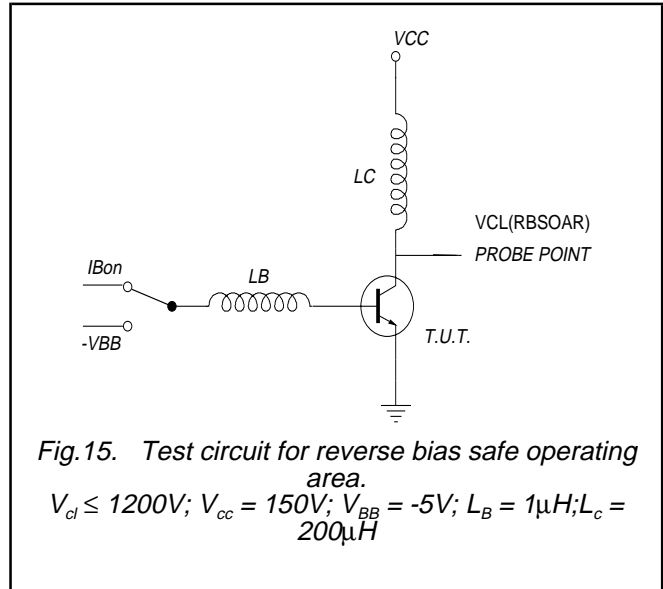 VCC
LC
VCL(RBSOAR)
PROBE POINT
IBon
LB
-VBB
T.U.T.
Fig.15. Test circuit for reverse bias safe operating
area.
Vcl ≤ 1200V; Vcc = 150V; VBB = -5V; LB = 1μH;Lc =
200μH